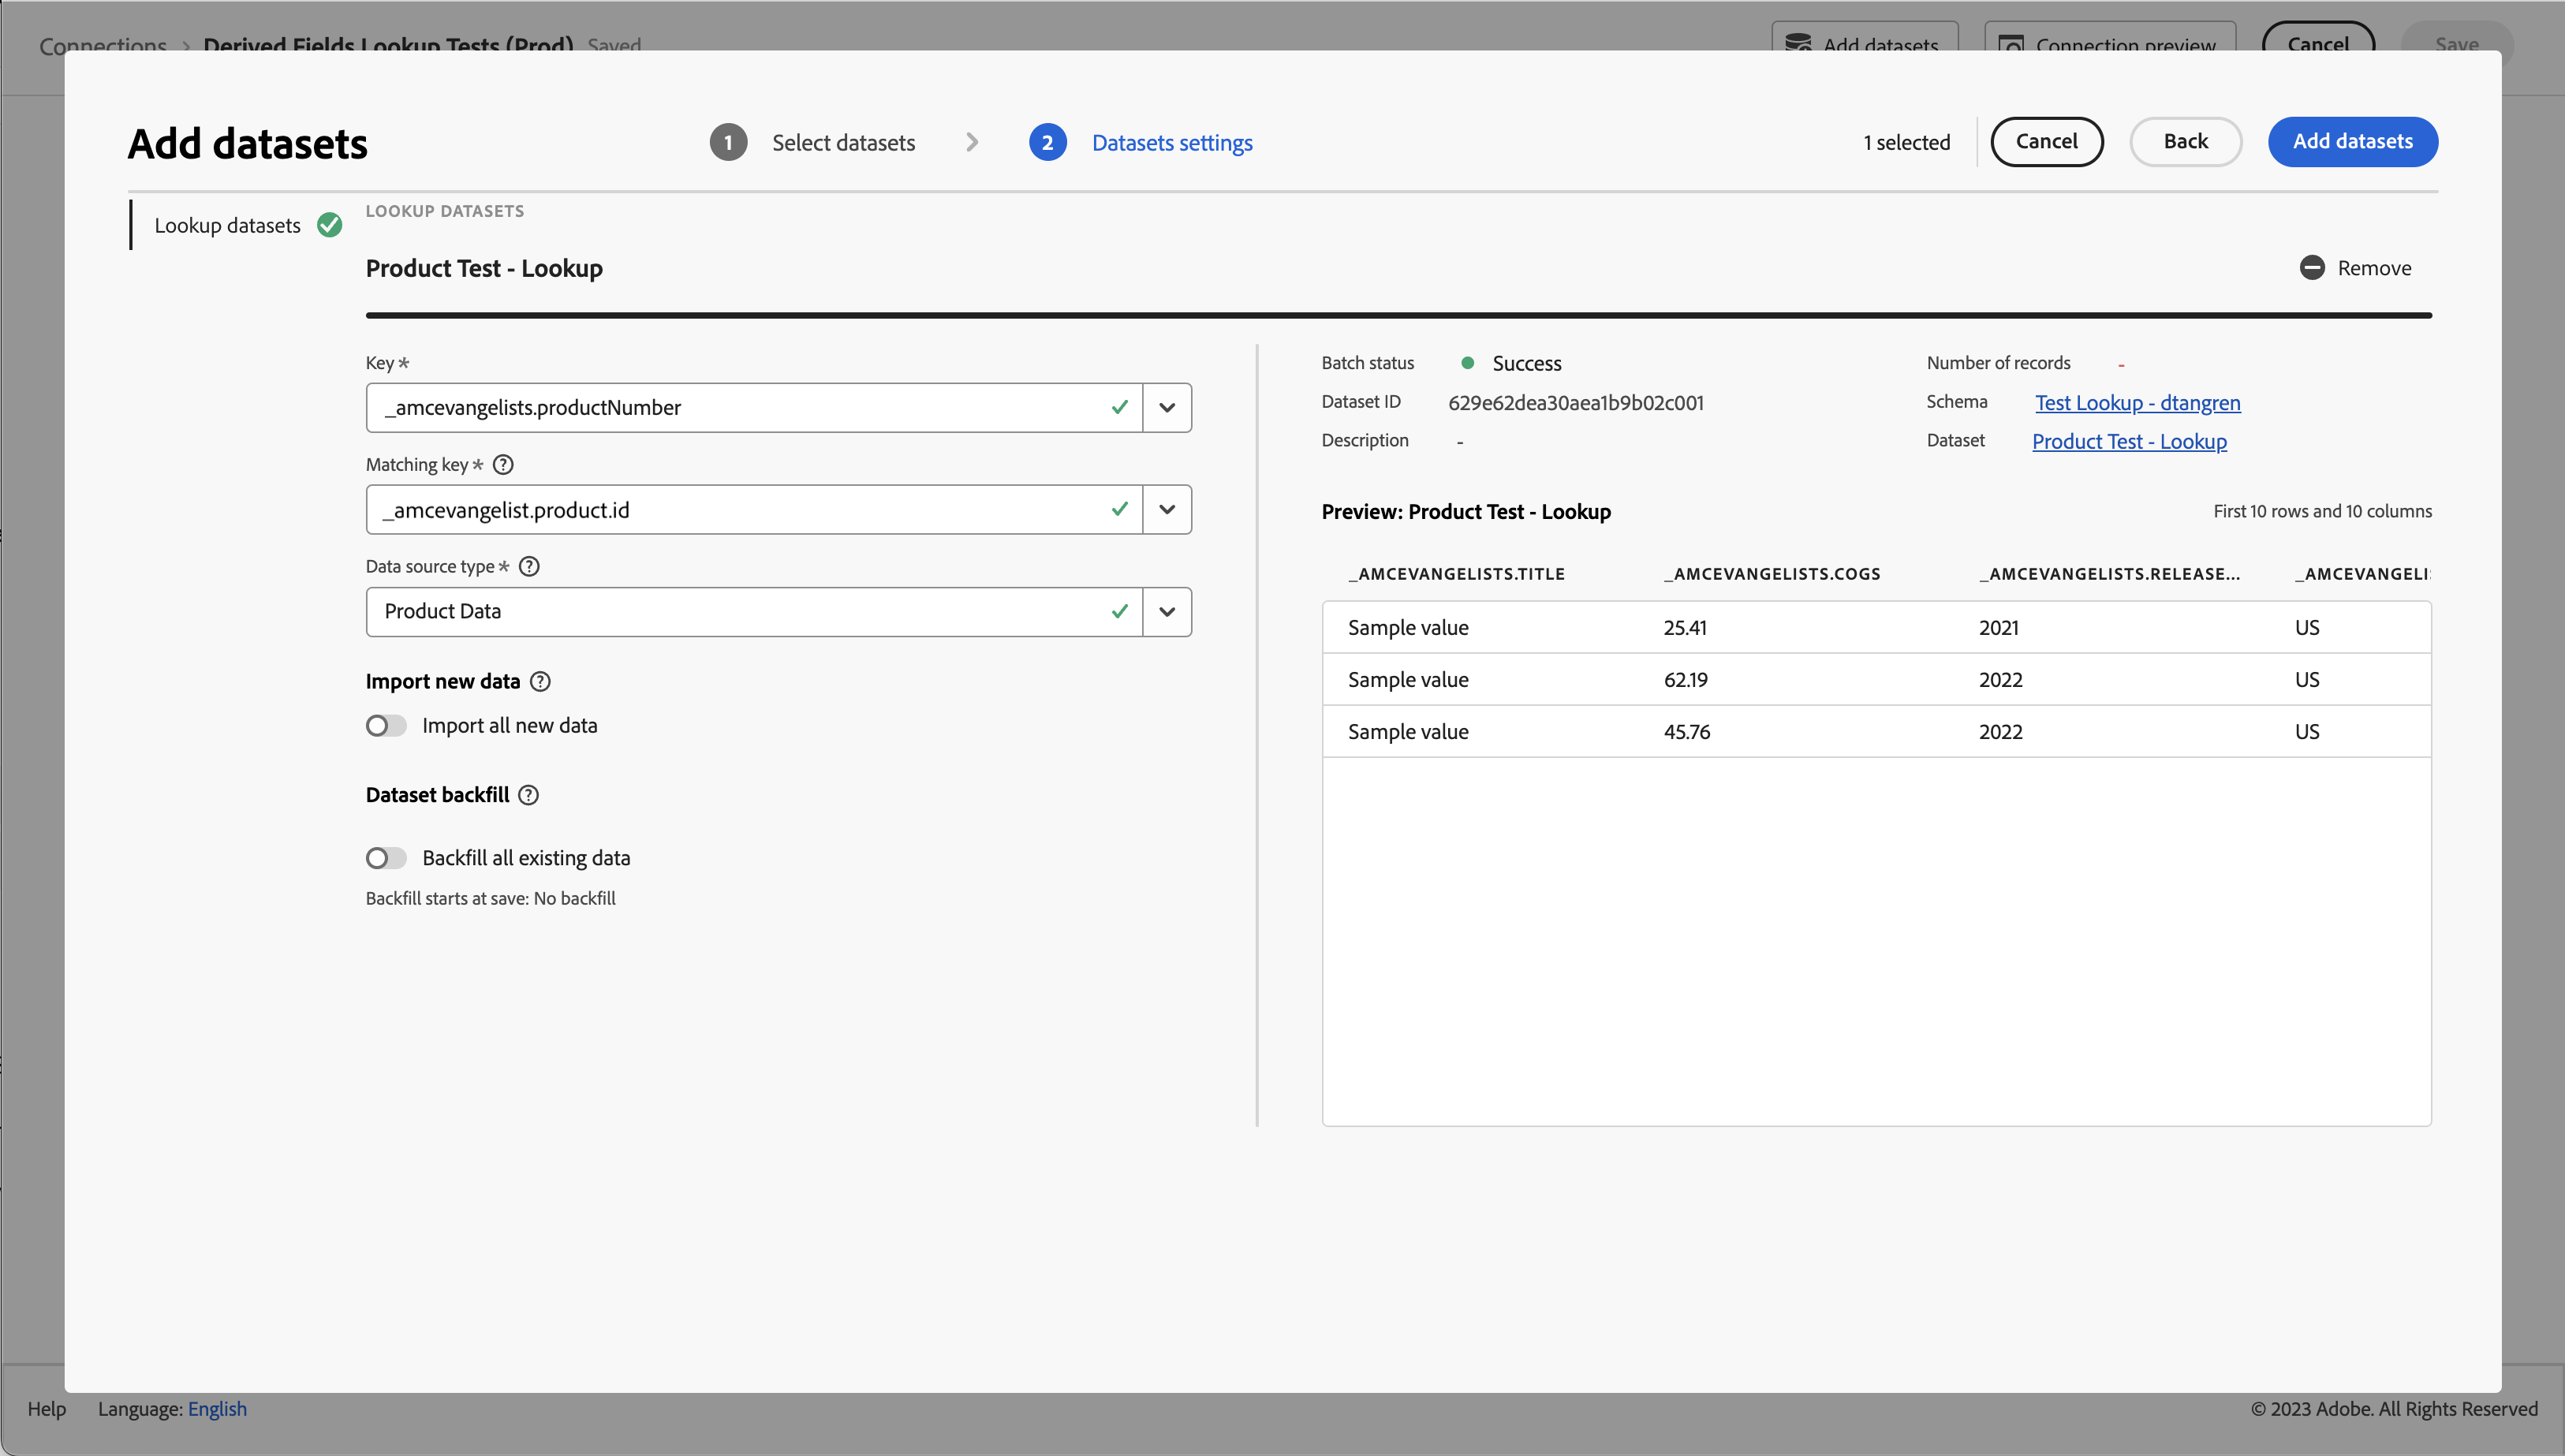 Connections > Derived Fields Lookup Tests (Prod) Saved
Add datasets
Connection preview
Cancel
Save
Add datasets
1 Select datasets
2 Datasets settings
1 selected
Cancel
Back
Add datasets
Lookup datasets
LOOKUP DATASETS
Product Test - Lookup
Remove
Key *
_amcevangelists.productNumber
Matching key * ?
_amcevangelist.product.id
Data source type * ?
Product Data
Import new data ?
Import all new data
Dataset backfill ?
Backfill all existing data
Backfill starts at save: No backfill
Batch status Success
Dataset ID 629e62dea30aea1b9b02c001
Description -
Number of records -
Schema Test Lookup - dtangren
Dataset Product Test - Lookup
Preview: Product Test - Lookup
First 10 rows and 10 columns
_AMCEVANGELISTS.TITLE _AMCEVANGELISTS.COGS _AMCEVANGELISTS.RELEASE... _AMCEVANGELI
Sample value 25.41 2021 US
Sample value 62.19 2022 US
Sample value 45.76 2022 US
Help Language: English
© 2023 Adobe. All Rights Reserved